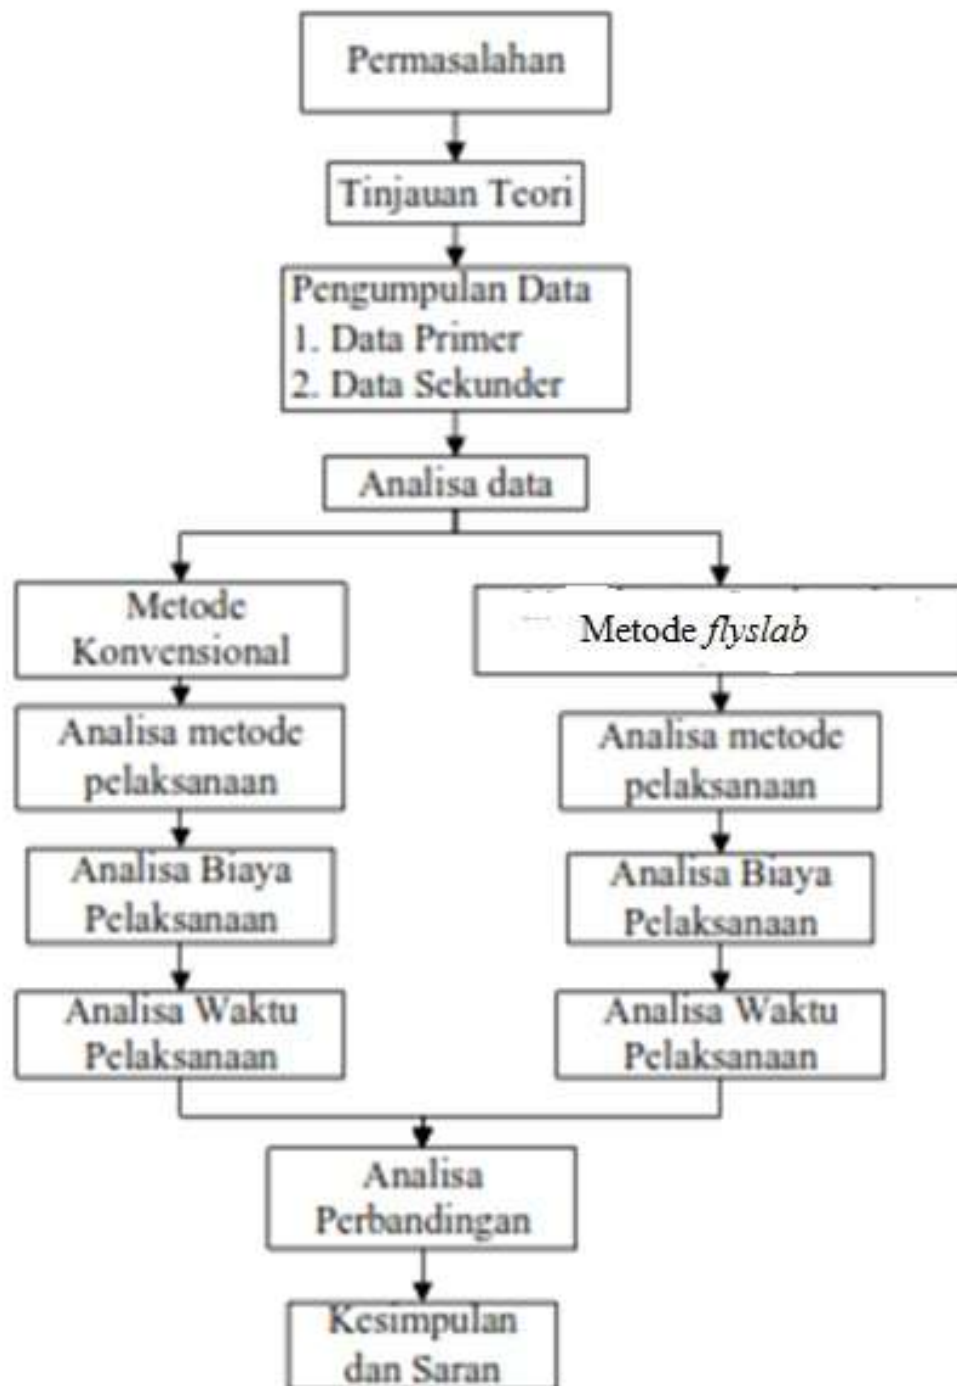 Permasalahan
Tinjauan Teori
Pengumpulan Data
1. Data Primer
2. Data Sekunder
Analisa data
Metode
Konvensional
Analisa metode
pelaksanaan
Analisa Biaya
Pelaksanaan
Analisa Waktu
Pelaksanaan
Metode flyslab
Analisa metode
pelaksanaan
Analisa Biaya
Pelaksanaan
Analisa Waktu
Pelaksanaan
Analisa
Perbandingan
Kesimpulan
dan Saran